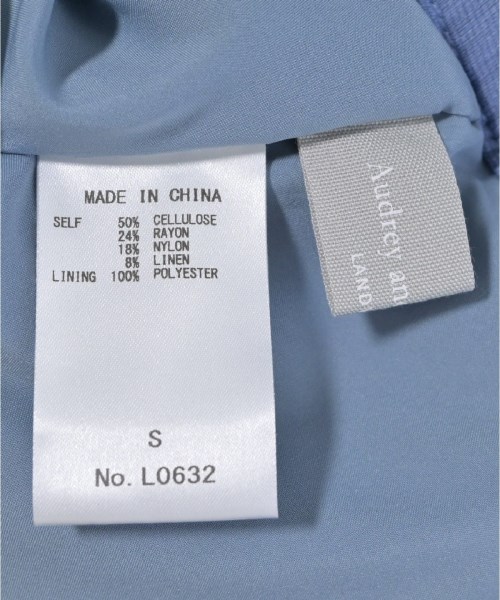 MADE IN CHINA
SELF 50% CELLULOSE
24% RAYON
18% NYLON
8% LINEN
LINING 100% POLYESTER
S
No. L0632
Audrey an
LAND